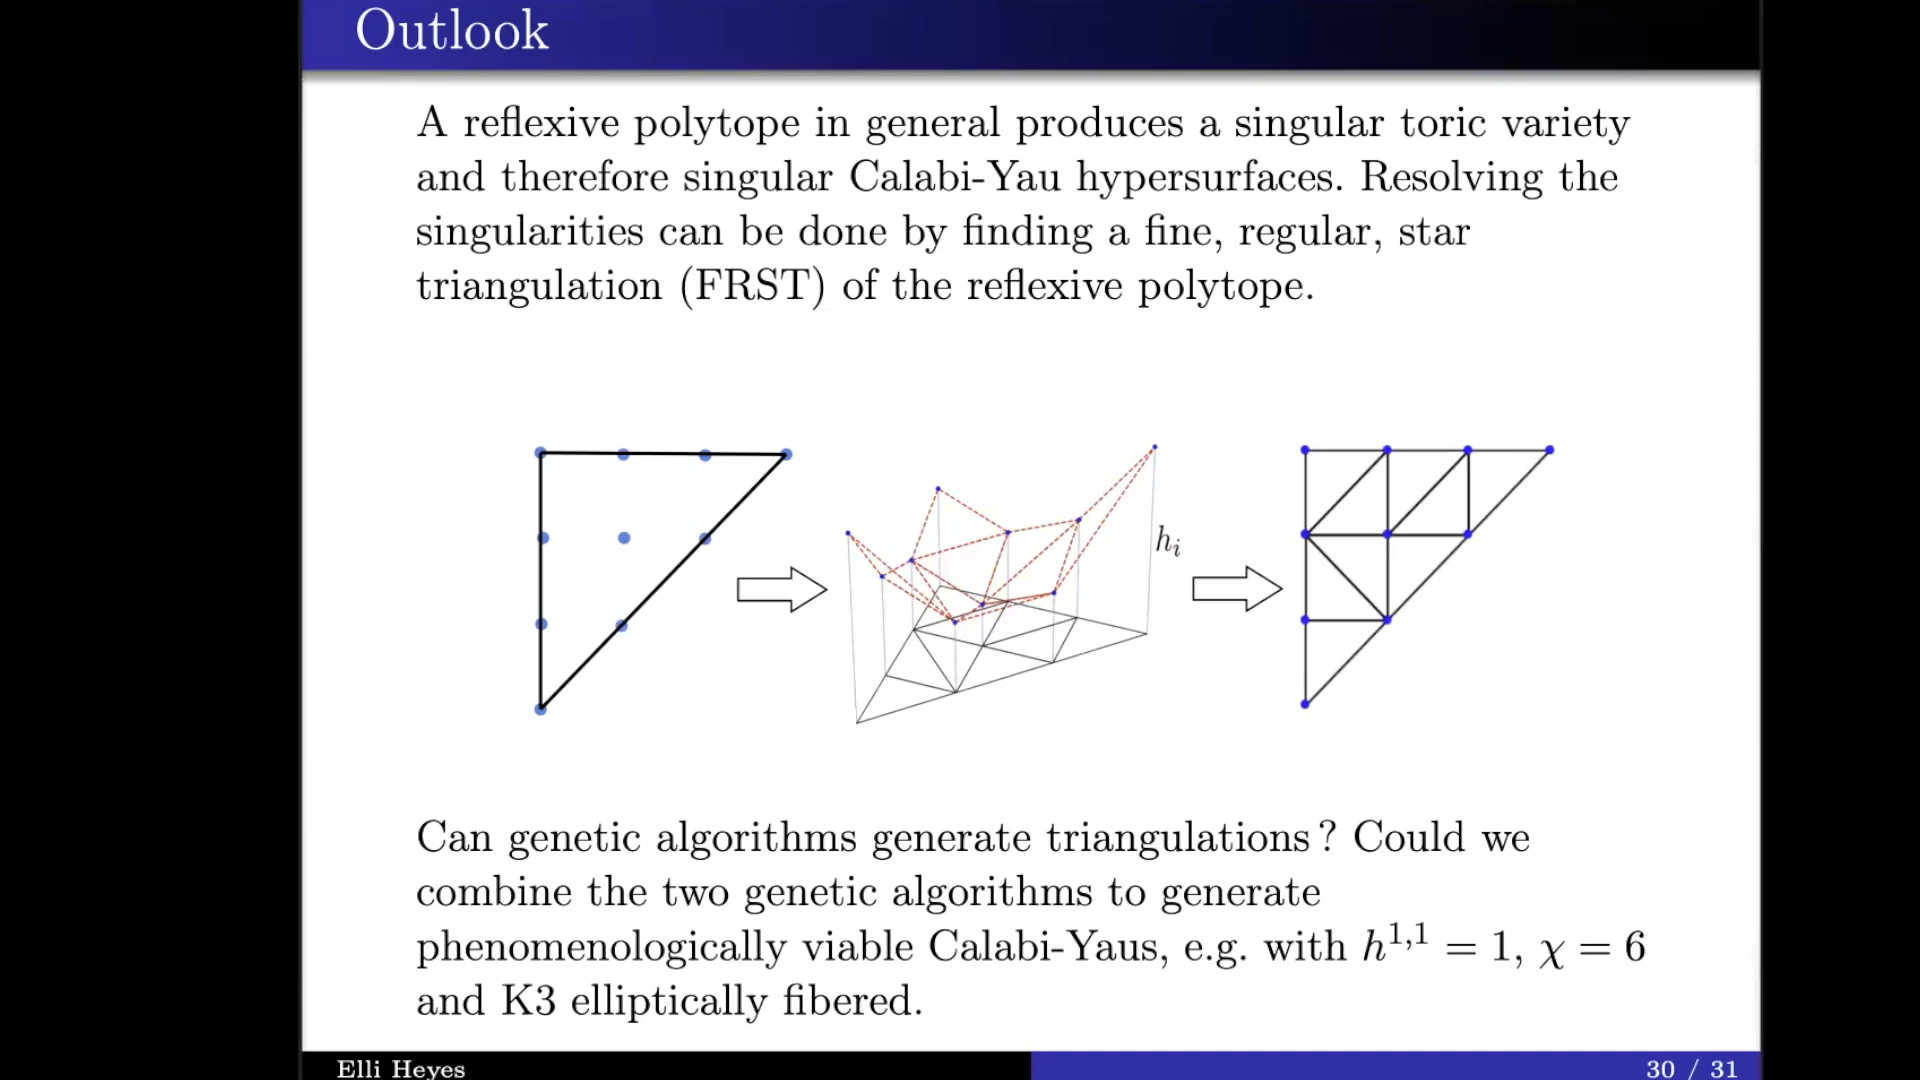 Outlook
A reflexive polytope in general produces a singular toric variety
and therefore singular Calabi-Yau hypersurfaces. Resolving the
singularities can be done by finding a fine, regular, star
triangulation (FRST) of the reflexive polytope.
hᵢ
Can genetic algorithms generate triangulations? Could we
combine the two genetic algorithms to generate
phenomenologically viable Calabi-Yaus, e.g. with h^{1,1} = 1, χ = 6
and K3 elliptically fibered.
Elli Heyes
30 / 31